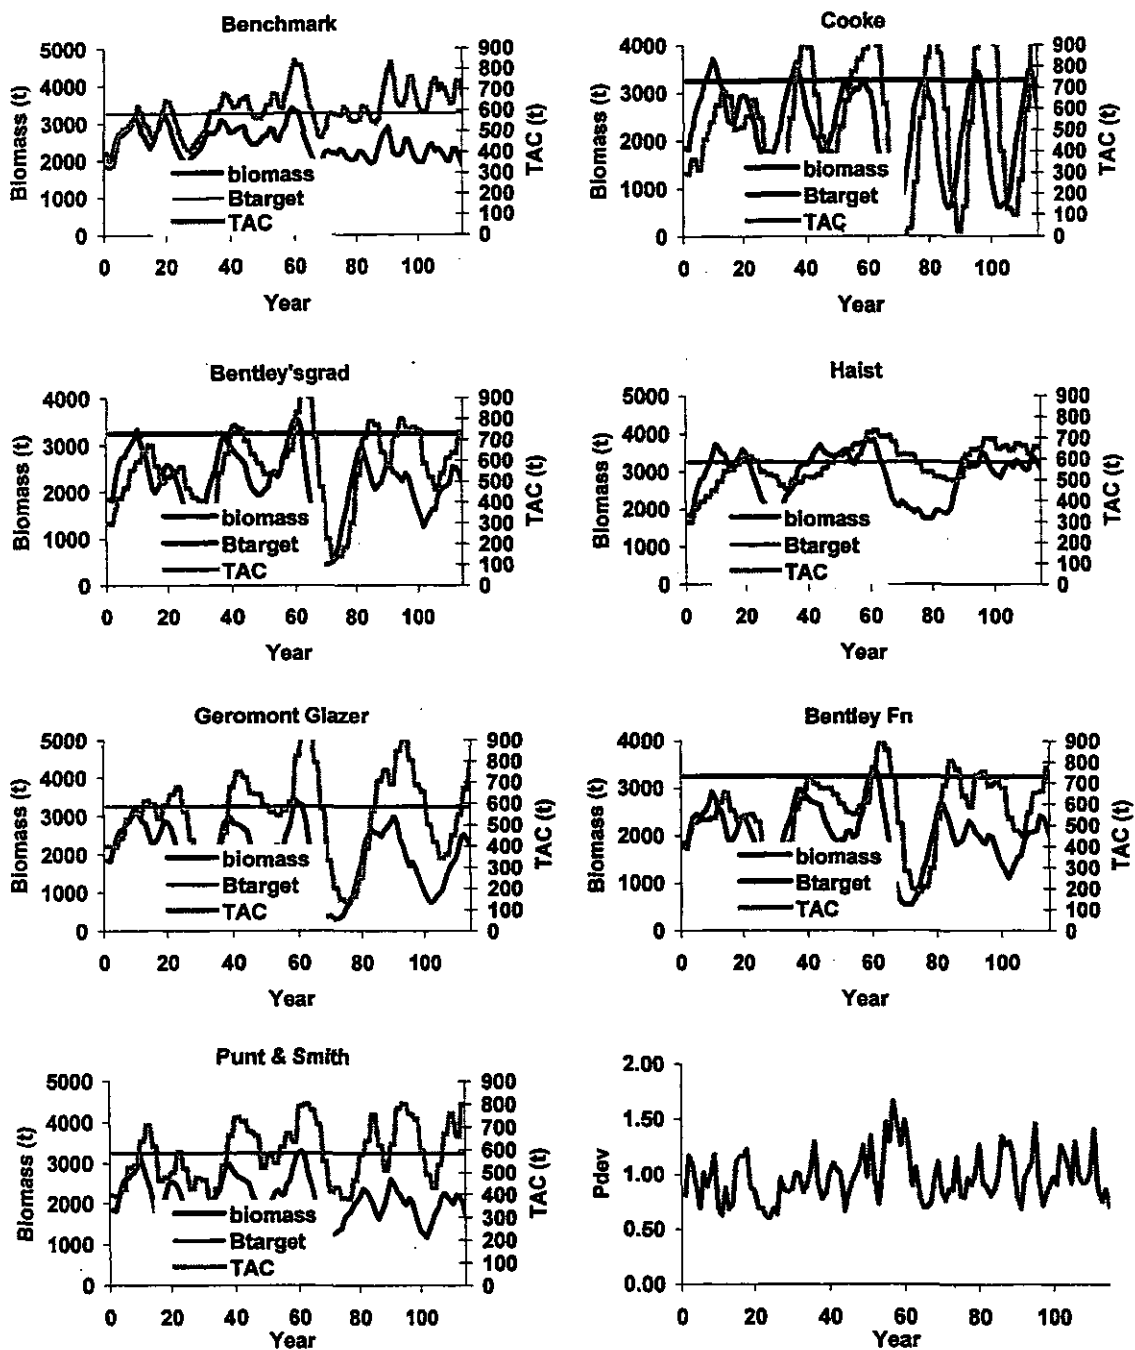 Benchmark
5000
4000
3000
2000
1000
0
Biomass (t)
900
800
700
600
500
400
300
200
100
0
TAC (t)
biomass
Btarget
TAC
0 20 40 60 80 100
Year
Cooke
4000
3000
2000
1000
0
Biomass (t)
900
800
700
600
500
400
300
200
100
0
TAC (t)
biomass
Btarget
TAC
0 20 40 60 80 100
Year
Bentley'sgrad
4000
3000
2000
1000
0
Biomass (t)
900
800
700
600
500
400
300
200
100
0
TAC (t)
biomass
Btarget
TAC
0 20 40 60 80 100
Year
Haist
5000
4000
3000
2000
1000
0
Biomass (t)
900
800
700
600
500
400
300
200
100
0
TAC (t)
biomass
Btarget
TAC
0 20 40 60 80 100
Year
Geromont Glazer
5000
4000
3000
2000
1000
0
Biomass (t)
900
800
700
600
500
400
300
200
100
0
TAC (t)
biomass
Btarget
TAC
0 20 40 60 80 100
Year
Bentley Fn
4000
3000
2000
1000
0
Biomass (t)
900
800
700
600
500
400
300
200
100
0
TAC (t)
biomass
Btarget
TAC
0 20 40 60 80 100
Year
Punt & Smith
5000
4000
3000
2000
1000
0
Biomass (t)
900
800
700
600
500
400
300
200
100
0
TAC (t)
biomass
Btarget
TAC
0 20 40 60 80 100
Year
2.00
1.50
1.00
0.50
0.00
Pdev
0 20 40 60 80 100
Year